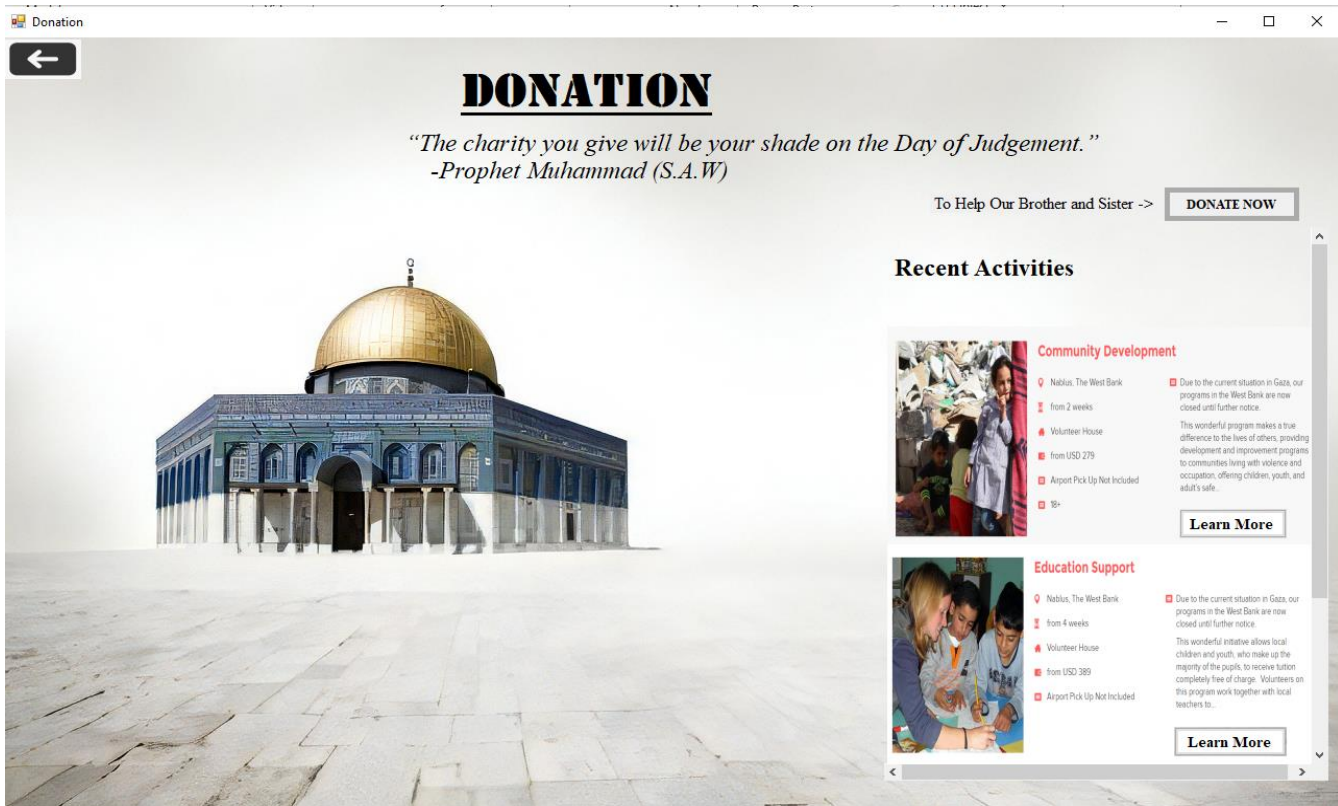 Donation
DONATION
“The charity you give will be your shade on the Day of Judgement.”
-Prophet Muhammad (S.A.W)
To Help Our Brother and Sister ->
DONATE NOW
Recent Activities
Community Development
Nablus, The West Bank
from 2 weeks
Volunteer House
from USD 279
Airport Pick Up Not Included
18+
Due to the current situation in Gaza, our
programs in the West Bank are now
closed until further notice.
This wonderful program makes a true
difference to the lives of others, providing
development and improvement programs
to communities living with violence and
occupation, offering children, youth, and
adult's safe...
Learn More
Education Support
Nablus, The West Bank
from 4 weeks
Volunteer House
from USD 389
Airport Pick Up Not Included
Due to the current situation in Gaza, our
programs in the West Bank are now
closed until further notice.
This wonderful initiative allows local
children and youth, who make up the
majority of the pupils, to receive tuition
completely free of charge. Volunteers on
this program work together with local
teachers to...
Learn More